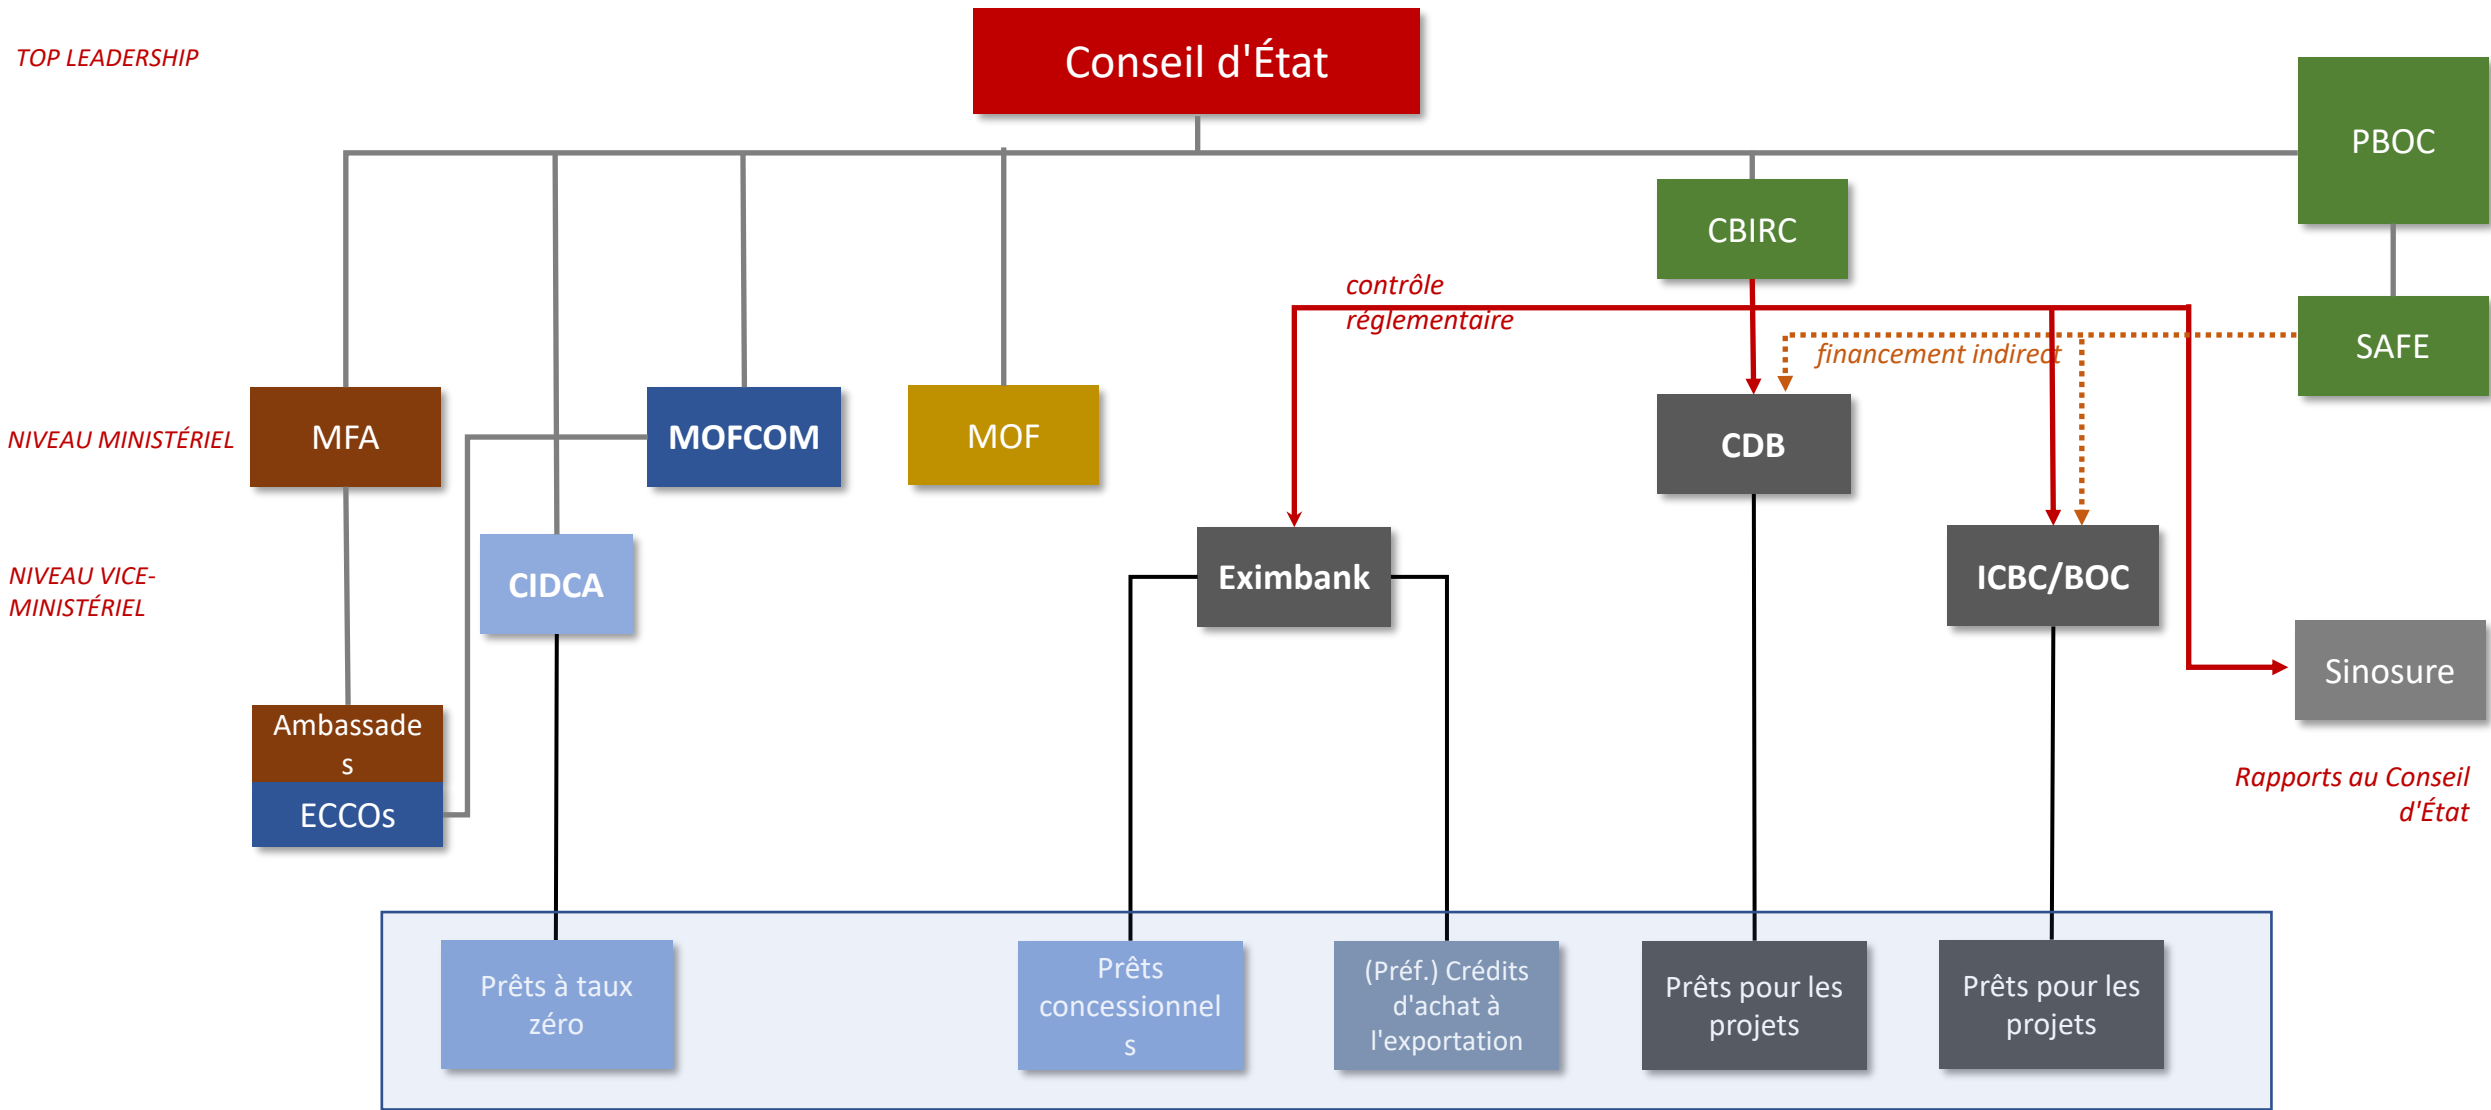 TOP LEADERSHIP
Conseil d'État
PBOC
CBIRC
contrôle
réglementaire
financement indirect
SAFE
NIVEAU MINISTÉRIEL
MFA
MOFCOM
MOF
CDB
NIVEAU VICE-
MINISTÉRIEL
CIDCA
Eximbank
ICBC/BOC
Sinosure
Ambassade
s
ECCOs
Rapports au Conseil
d'État
Prêts à taux
zéro
Prêts
concessionnel
s
(Préf.) Crédits
d'achat à
l'exportation
Prêts pour les
projets
Prêts pour les
projets